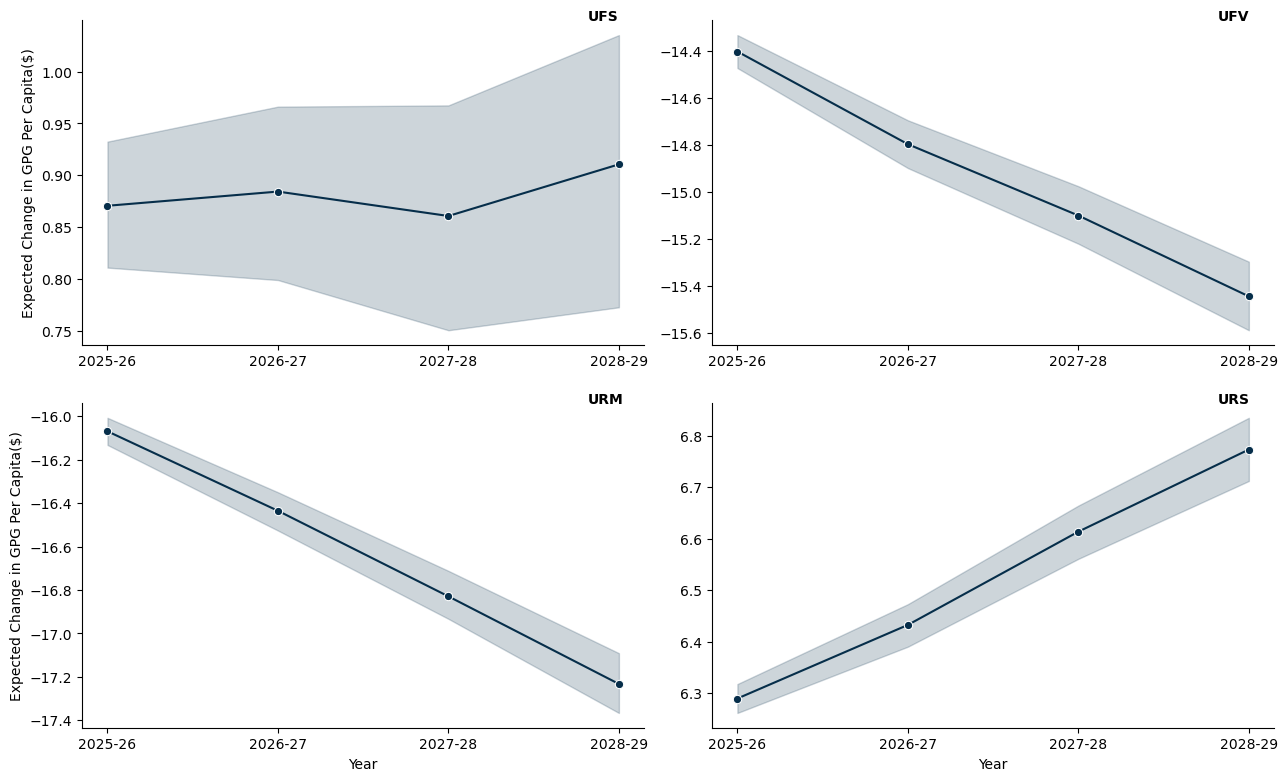 UFS
Expected Change in GPG Per Capita($)
1.00
0.95
0.90
0.85
0.80
0.75
2025-26 2026-27 2027-28 2028-29
UFV
−14.4
−14.6
−14.8
−15.0
−15.2
−15.4
−15.6
2025-26 2026-27 2027-28 2028-29
URM
Expected Change in GPG Per Capita($)
−16.0
−16.2
−16.4
−16.6
−16.8
−17.0
−17.2
−17.4
2025-26 2026-27 2027-28 2028-29
Year
URS
6.8
6.7
6.6
6.5
6.4
6.3
2025-26 2026-27 2027-28 2028-29
Year